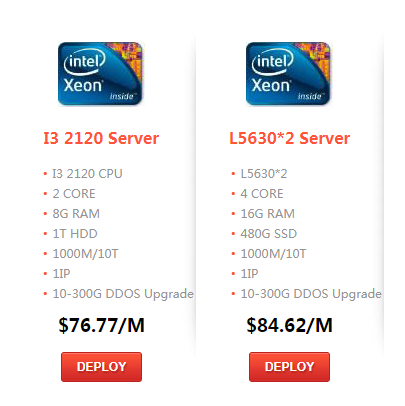 intel
Xeon
inside™
I3 2120 Server
• I3 2120 CPU
• 2 CORE
• 8G RAM
• 1T HDD
• 1000M/10T
• 1IP
• 10-300G DDOS Upgrade
$76.77/M
DEPLOY
intel
Xeon
inside™
L5630*2 Server
• L5630*2
• 4 CORE
• 16G RAM
• 480G SSD
• 1000M/10T
• 1IP
• 10-300G DDOS Upgrade
$84.62/M
DEPLOY